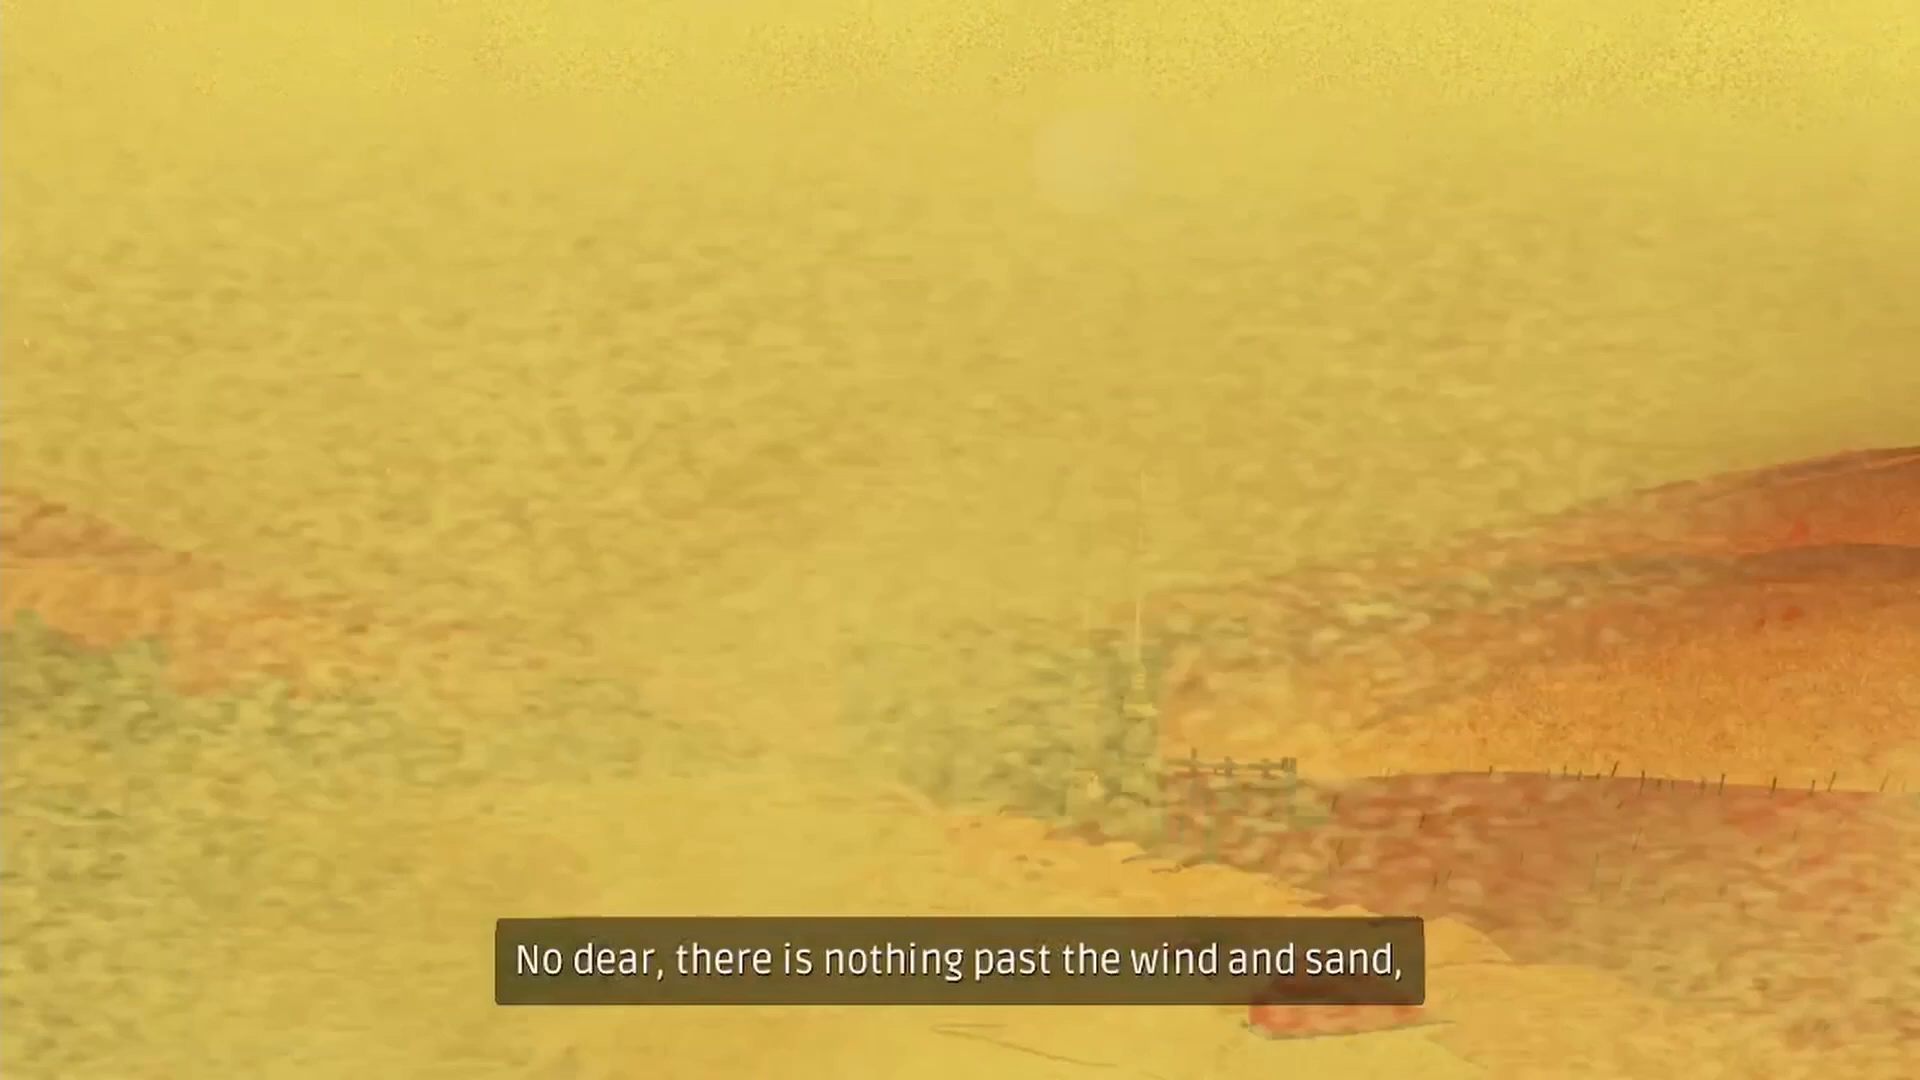 No dear, there is nothing past the wind and sand,